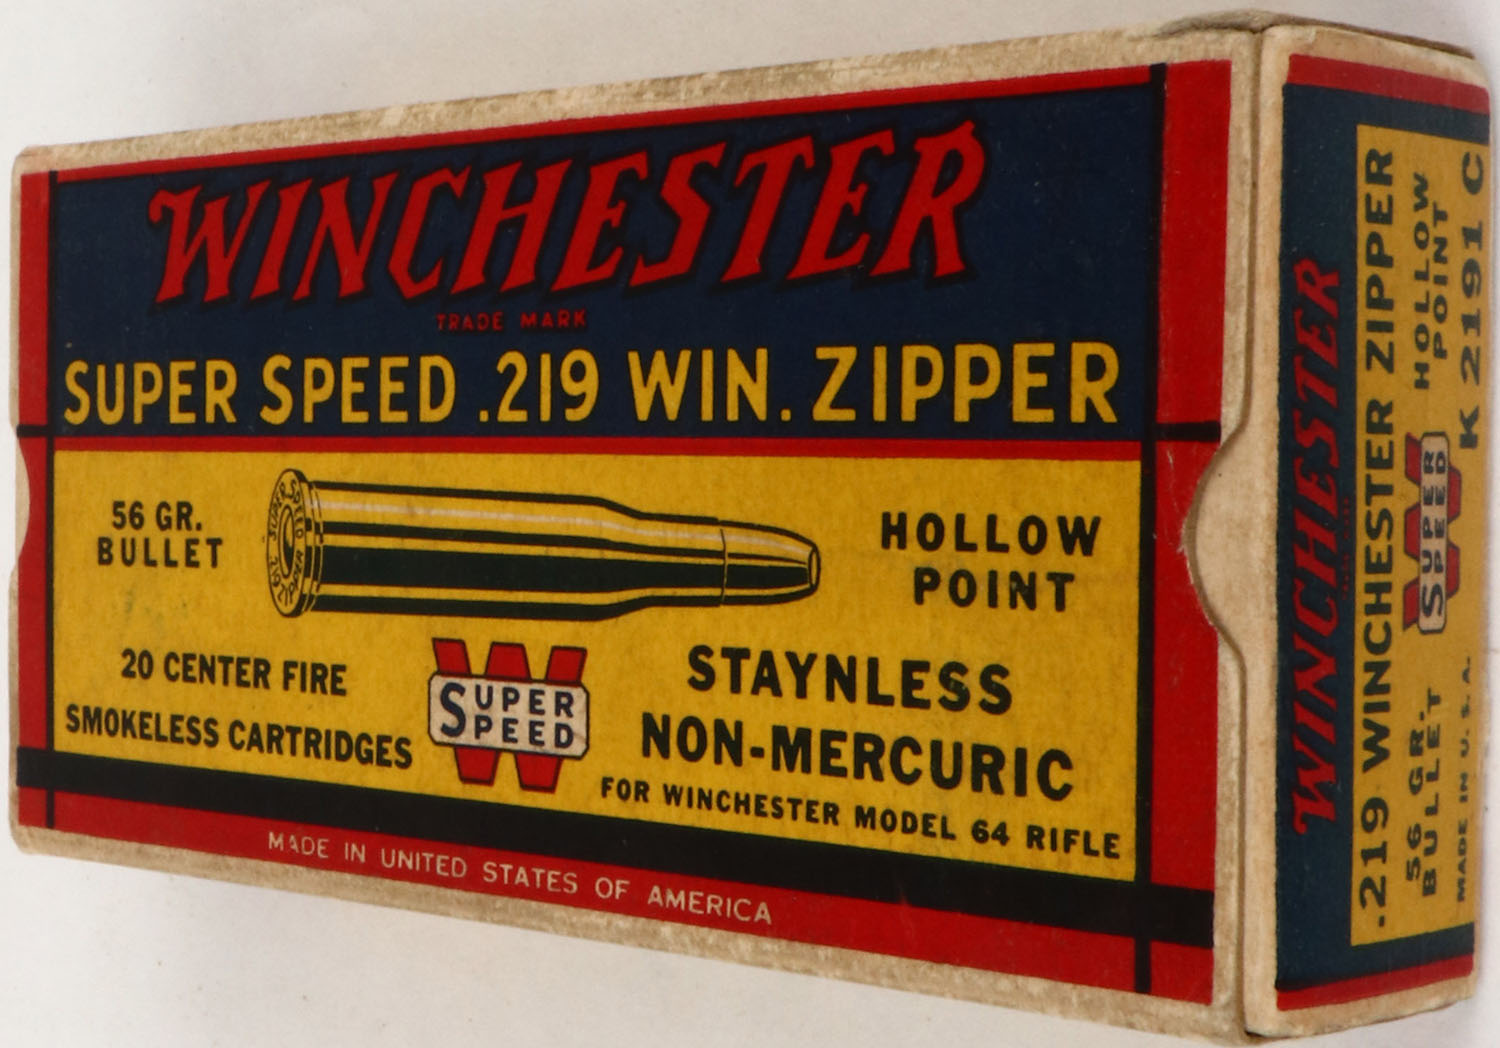 WINCHESTER
TRADE MARK
SUPER SPEED .219 WIN. ZIPPER
56 GR.
BULLET
HOLLOW
POINT
20 CENTER FIRE
SMOKELESS CARTRIDGES
W
SUPER
SPEED
STAYNLESS
NON-MERCURIC
FOR WINCHESTER MODEL 64 RIFLE
MADE IN UNITED STATES OF AMERICA
WINCHESTER
TRADE MARK
.219 WINCHESTER ZIPPER
56 GR.
BULLET
W
SUPER
SPEED
HOLLOW
POINT
MADE IN U.S.A.
K 2191 C